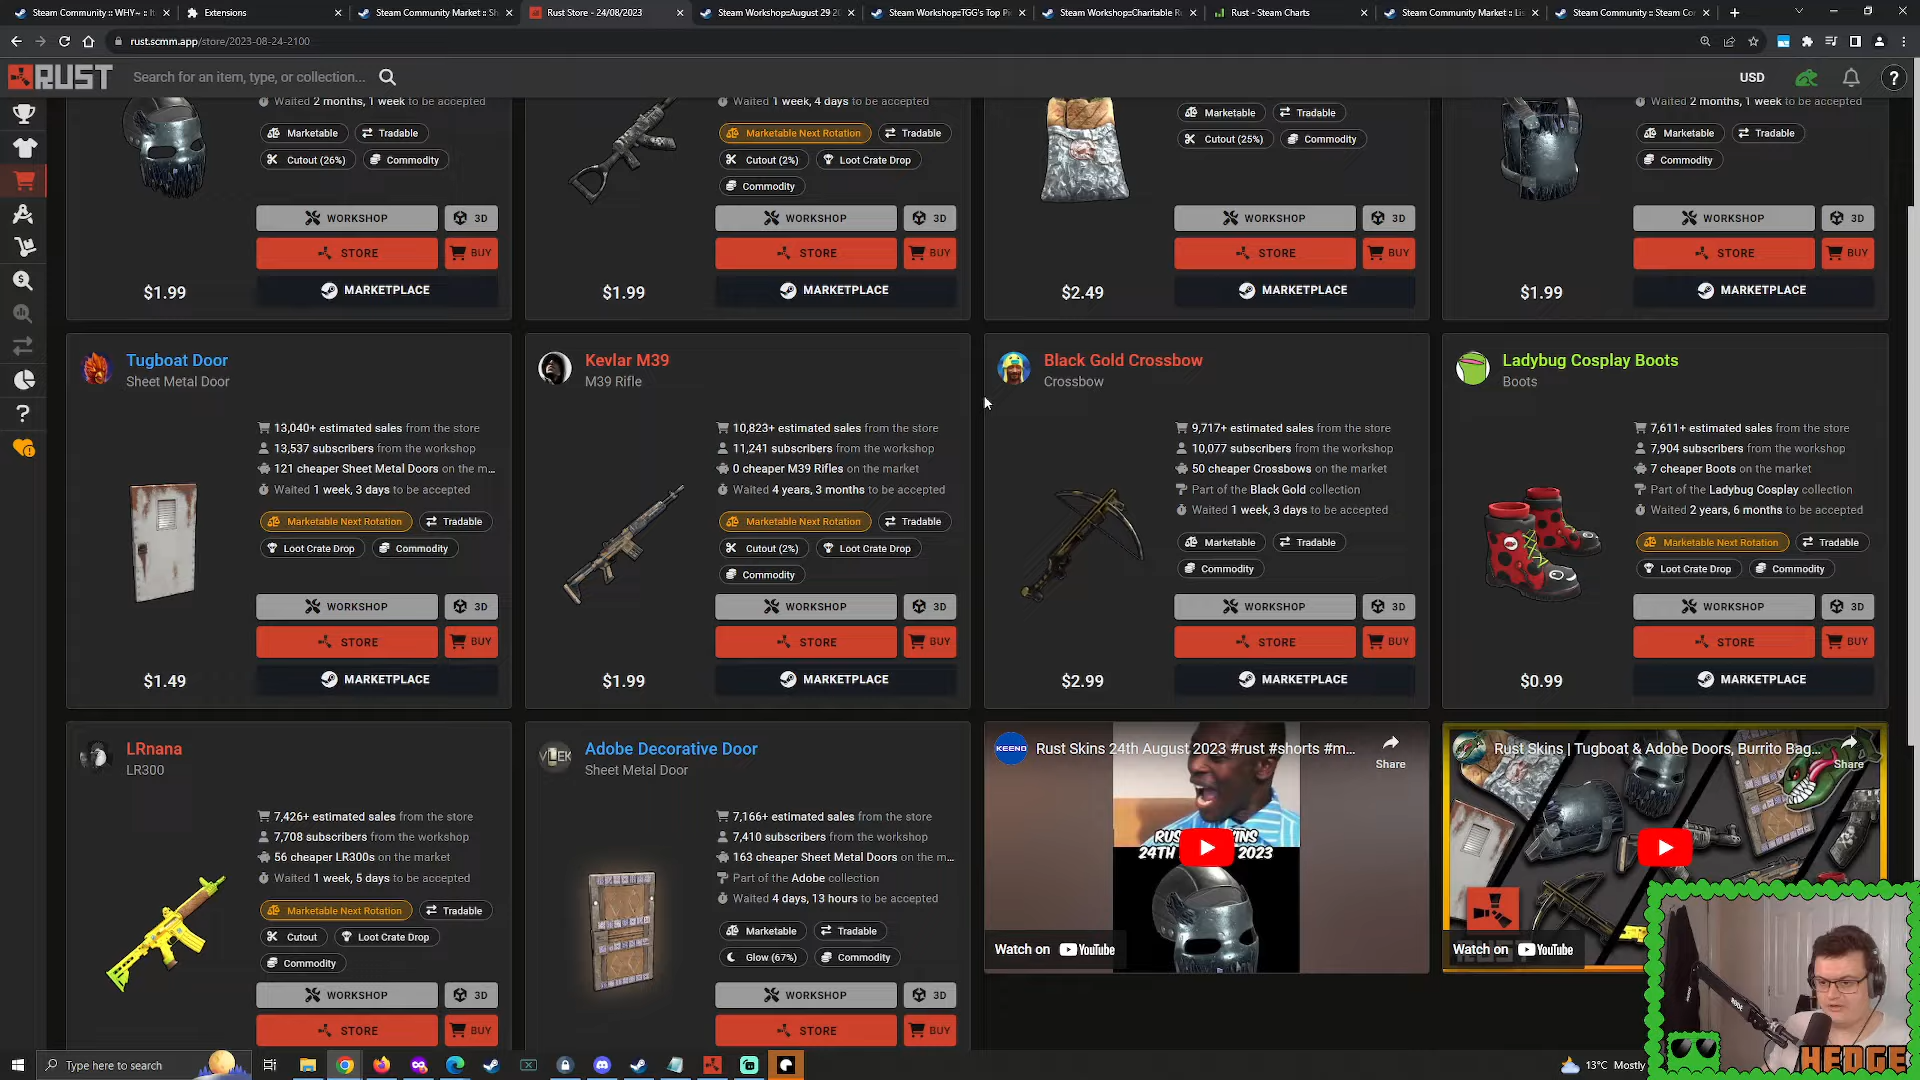 Steam Community :: WHY~ :: It
Extensions
Steam Community Market :: Sh
Rust Store - 24/08/2023
Steam Workshop::August 29 20
Steam Workshop::TGG's Top Pi
Steam Workshop::Charitable Ru
Rust - Steam Charts
Steam Community Market :: Lis
Steam Community :: Steam Con
rust.scmm.app/store/2023-08-24-2100
RUST
Search for an item, type, or collection...
USD
Waited 2 months, 1 week to be accepted
Marketable
Tradable
Cutout (26%)
Commodity
WORKSHOP
3D
STORE
BUY
$1.99
MARKETPLACE
Waited 1 week, 4 days to be accepted
Marketable Next Rotation
Tradable
Cutout (2%)
Loot Crate Drop
Commodity
WORKSHOP
3D
STORE
BUY
$1.99
MARKETPLACE
Marketable
Tradable
Cutout (25%)
Commodity
WORKSHOP
3D
STORE
BUY
$2.49
MARKETPLACE
Waited 2 months, 1 week to be accepted
Marketable
Tradable
Commodity
WORKSHOP
3D
STORE
BUY
$1.99
MARKETPLACE
Tugboat Door
Sheet Metal Door
13,040+ estimated sales from the store
13,537 subscribers from the workshop
121 cheaper Sheet Metal Doors on the m...
Waited 1 week, 3 days to be accepted
Marketable Next Rotation
Tradable
Loot Crate Drop
Commodity
WORKSHOP
3D
STORE
BUY
$1.49
MARKETPLACE
Kevlar M39
M39 Rifle
10,823+ estimated sales from the store
11,241 subscribers from the workshop
0 cheaper M39 Rifles on the market
Waited 4 years, 3 months to be accepted
Marketable Next Rotation
Tradable
Cutout (2%)
Loot Crate Drop
Commodity
WORKSHOP
3D
STORE
BUY
$1.99
MARKETPLACE
Black Gold Crossbow
Crossbow
9,717+ estimated sales from the store
10,077 subscribers from the workshop
50 cheaper Crossbows on the market
Part of the Black Gold collection
Waited 1 week, 3 days to be accepted
Marketable
Tradable
Commodity
WORKSHOP
3D
STORE
BUY
$2.99
MARKETPLACE
Ladybug Cosplay Boots
Boots
7,611+ estimated sales from the store
7,904 subscribers from the workshop
7 cheaper Boots on the market
Part of the Ladybug Cosplay collection
Waited 2 years, 6 months to be accepted
Marketable Next Rotation
Tradable
Loot Crate Drop
Commodity
WORKSHOP
3D
STORE
BUY
$0.99
MARKETPLACE
LRnana
LR300
7,426+ estimated sales from the store
7,708 subscribers from the workshop
56 cheaper LR300s on the market
Waited 1 week, 5 days to be accepted
Marketable Next Rotation
Tradable
Cutout
Loot Crate Drop
Commodity
WORKSHOP
3D
STORE
BUY
VLEK
Adobe Decorative Door
Sheet Metal Door
7,166+ estimated sales from the store
7,410 subscribers from the workshop
163 cheaper Sheet Metal Doors on the m...
Part of the Adobe collection
Waited 4 days, 13 hours to be accepted
Marketable
Tradable
Glow (67%)
Commodity
WORKSHOP
3D
STORE
BUY
KEENO
Rust Skins 24th August 2023 #rust #shorts #m...
Share
24TH
2023
Watch on YouTube
Rust Skins | Tugboat & Adobe Doors, Burrito Bag...
Share
Watch on YouTube
HEDGE
Type here to search
13°C Mostly